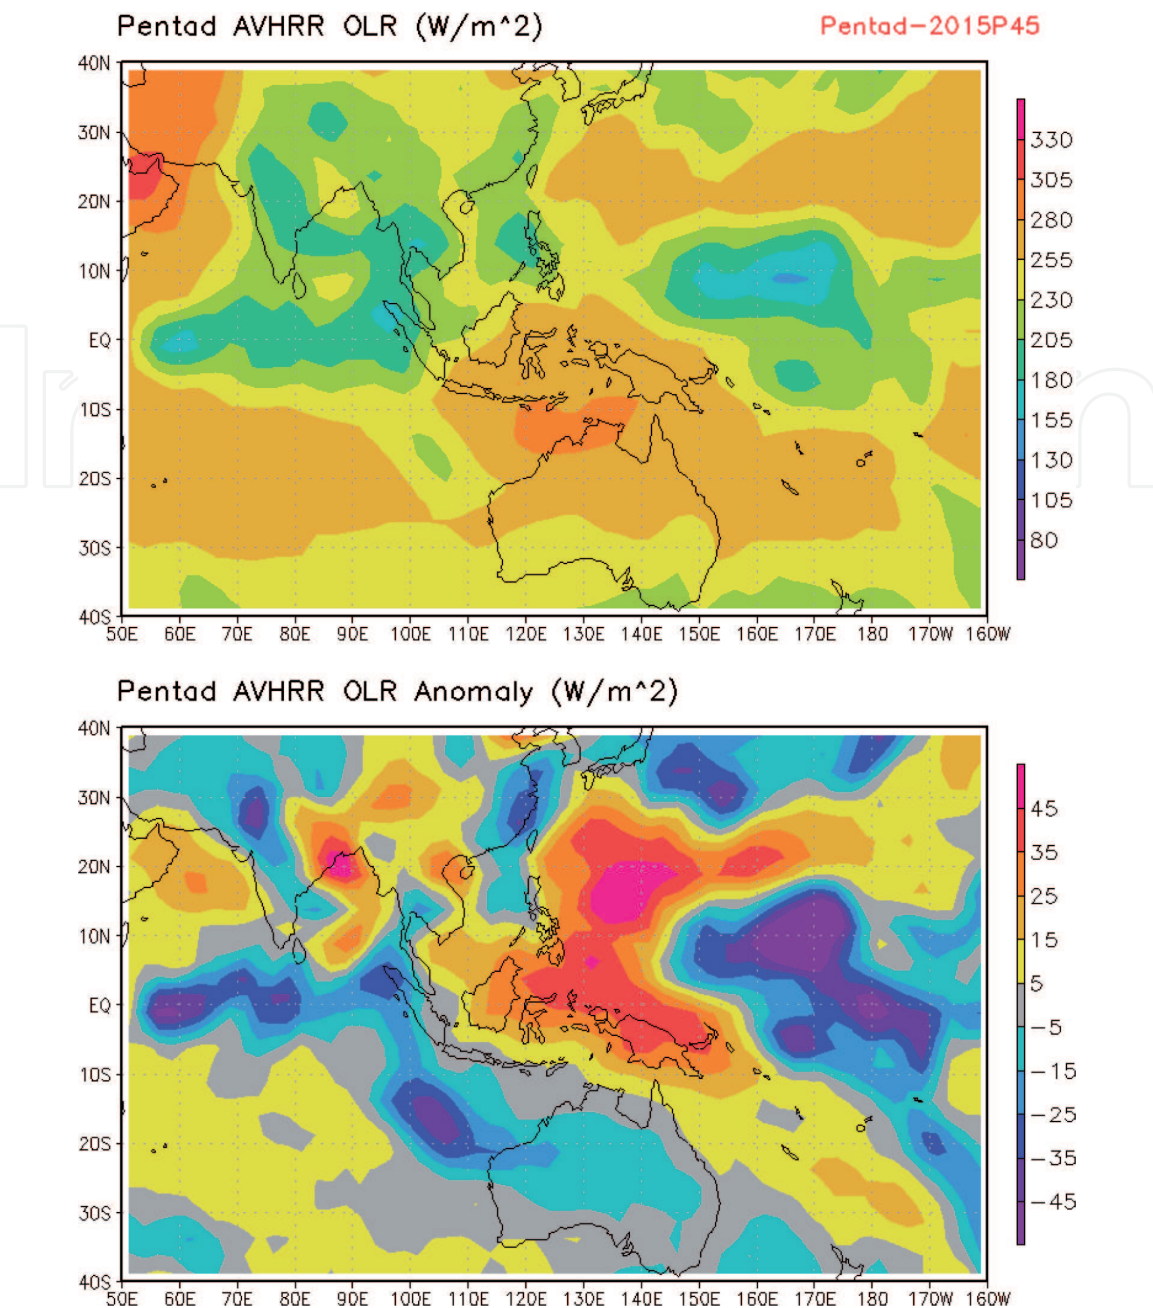 Pentad AVHRR OLR (W/m^2) Pentad-2015P45
40N
30N
20N
10N
EQ
10S
20S
30S
40S
50E 60E 70E 80E 90E 100E 110E 120E 130E 140E 150E 160E 170E 180 170W 160W
330
305
280
255
230
205
180
155
130
105
80
Pentad AVHRR OLR Anomaly (W/m^2)
40N
30N
20N
10N
EQ
10S
20S
30S
40S
50E 60E 70E 80E 90E 100E 110E 120E 130E 140E 150E 160E 170E 180 170W 160W
45
35
25
15
5
-5
-15
-25
-35
-45